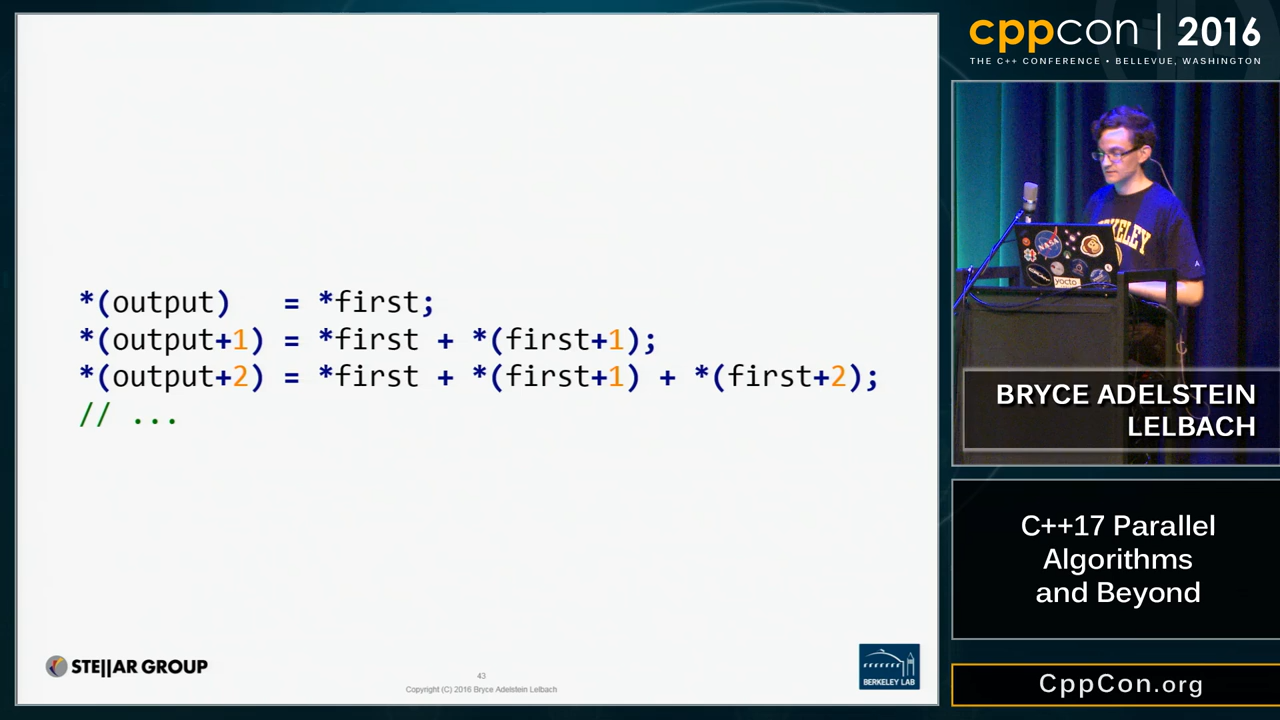 *(output)   = *first;
*(output+1) = *first + *(first+1);
*(output+2) = *first + *(first+1) + *(first+2);
// ...
STE||AR GROUP
43
Copyright (C) 2016 Bryce Adelstein Lelbach
BERKELEY LAB
cppcon | 2016
THE C++ CONFERENCE • BELLEVUE, WASHINGTON
NASA
yocto
BRYCE ADELSTEIN
LELBACH
C++17 Parallel
Algorithms
and Beyond
CppCon.org